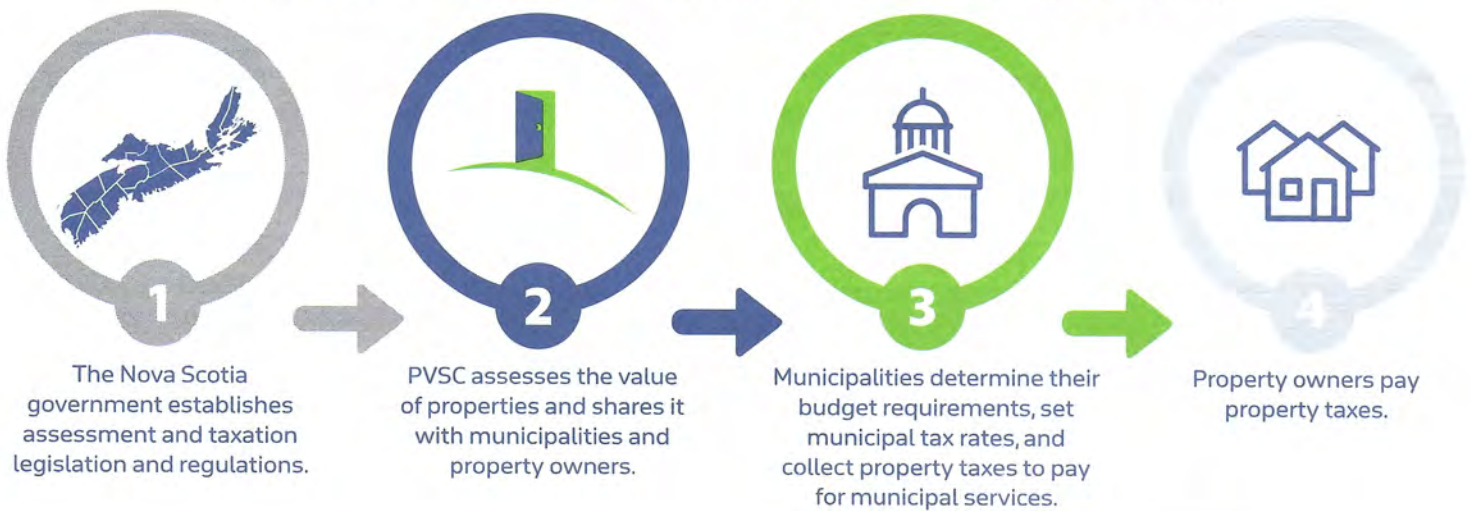 1
The Nova Scotia
government establishes
assessment and taxation
legislation and regulations.
2
PVSC assesses the value
of properties and shares it
with municipalities and
property owners.
3
Municipalities determine their
budget requirements, set
municipal tax rates, and
collect property taxes to pay
for municipal services.
4
Property owners pay
property taxes.